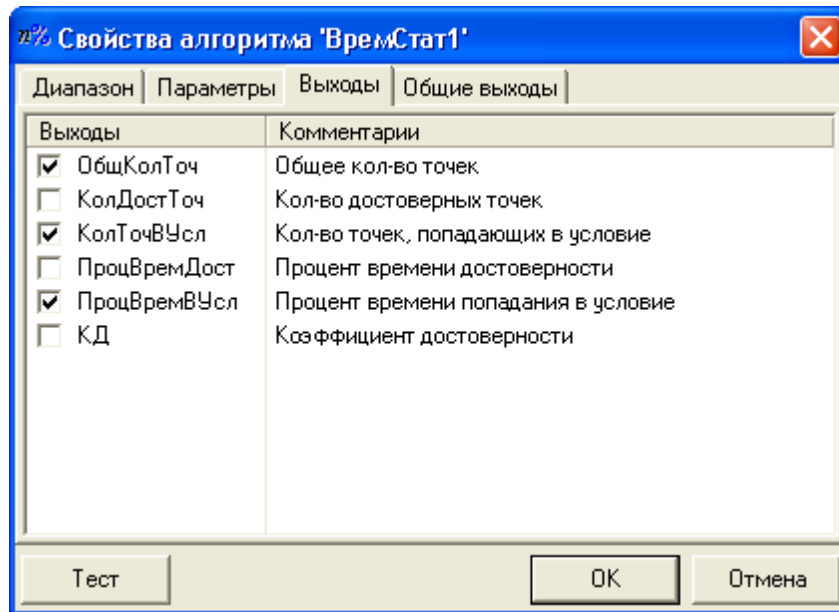 n% Свойства алгоритма 'ВремСтат1'
Диапазон Параметры Выходы Общие выходы
Выходы Комментарии
ОбщКолТоч Общее кол-во точек
КолДостТоч Кол-во достоверных точек
КолТочВУсл Кол-во точек, попадающих в условие
ПроцВремДост Процент времени достоверности
ПроцВремВУсл Процент времени попадания в условие
КД Коэффициент достоверности
Тест OK Отмена